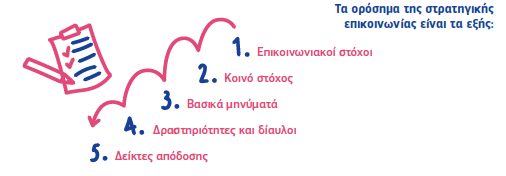 Τα ορόσημα της στρατηγικής
επικοινωνίας είναι τα εξής:
1. Επικοινωνιακοί στόχοι
2. Κοινό στόχος
3. Βασικά μηνύματα
4. Δραστηριότητες και δίαυλοι
5. Δείκτες απόδοσης